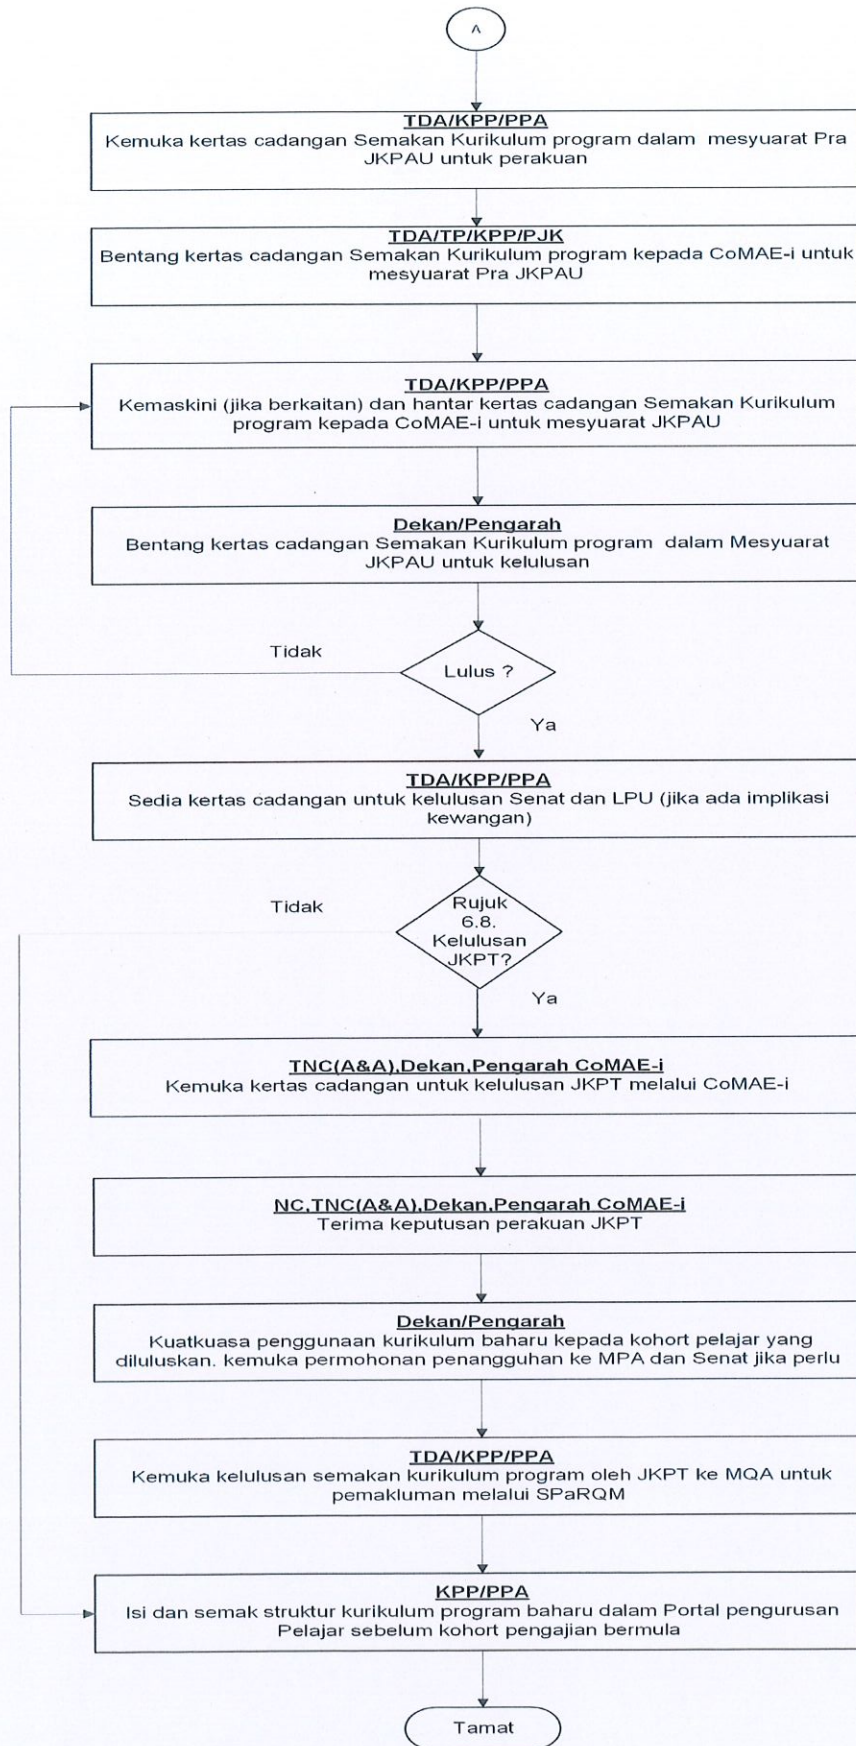 A
TDA/KPP/PPA
Kemuka kertas cadangan Semakan Kurikulum program dalam mesyuarat Pra
JKPAU untuk perakuan
TDA/TP/KPP/PJK
Bentang kertas cadangan Semakan Kurikulum program kepada CoMAE-i untuk
mesyuarat Pra JKPAU
TDA/KPP/PPA
Kemaskini (jika berkaitan) dan hantar kertas cadangan Semakan Kurikulum
program kepada CoMAE-i untuk mesyuarat JKPAU
Dekan/Pengarah
Bentang kertas cadangan Semakan Kurikulum program dalam Mesyuarat
JKPAU untuk kelulusan
Tidak
Lulus ?
Ya
TDA/KPP/PPA
Sedia kertas cadangan untuk kelulusan Senat dan LPU (jika ada implikasi
kewangan)
Tidak
Rujuk
6.8.
Kelulusan
JKPT?
Ya
TNC(A&A),Dekan,Pengarah CoMAE-i
Kemuka kertas cadangan untuk kelulusan JKPT melalui CoMAE-i
NC,TNC(A&A),Dekan,Pengarah CoMAE-i
Terima keputusan perakuan JKPT
Dekan/Pengarah
Kuatkuasa penggunaan kurikulum baharu kepada kohort pelajar yang
diluluskan. kemuka permohonan penangguhan ke MPA dan Senat jika perlu
TDA/KPP/PPA
Kemuka kelulusan semakan kurikulum program oleh JKPT ke MQA untuk
pemakluman melalui SPaRQM
KPP/PPA
Isi dan semak struktur kurikulum program baharu dalam Portal pengurusan
Pelajar sebelum kohort pengajian bermula
Tamat